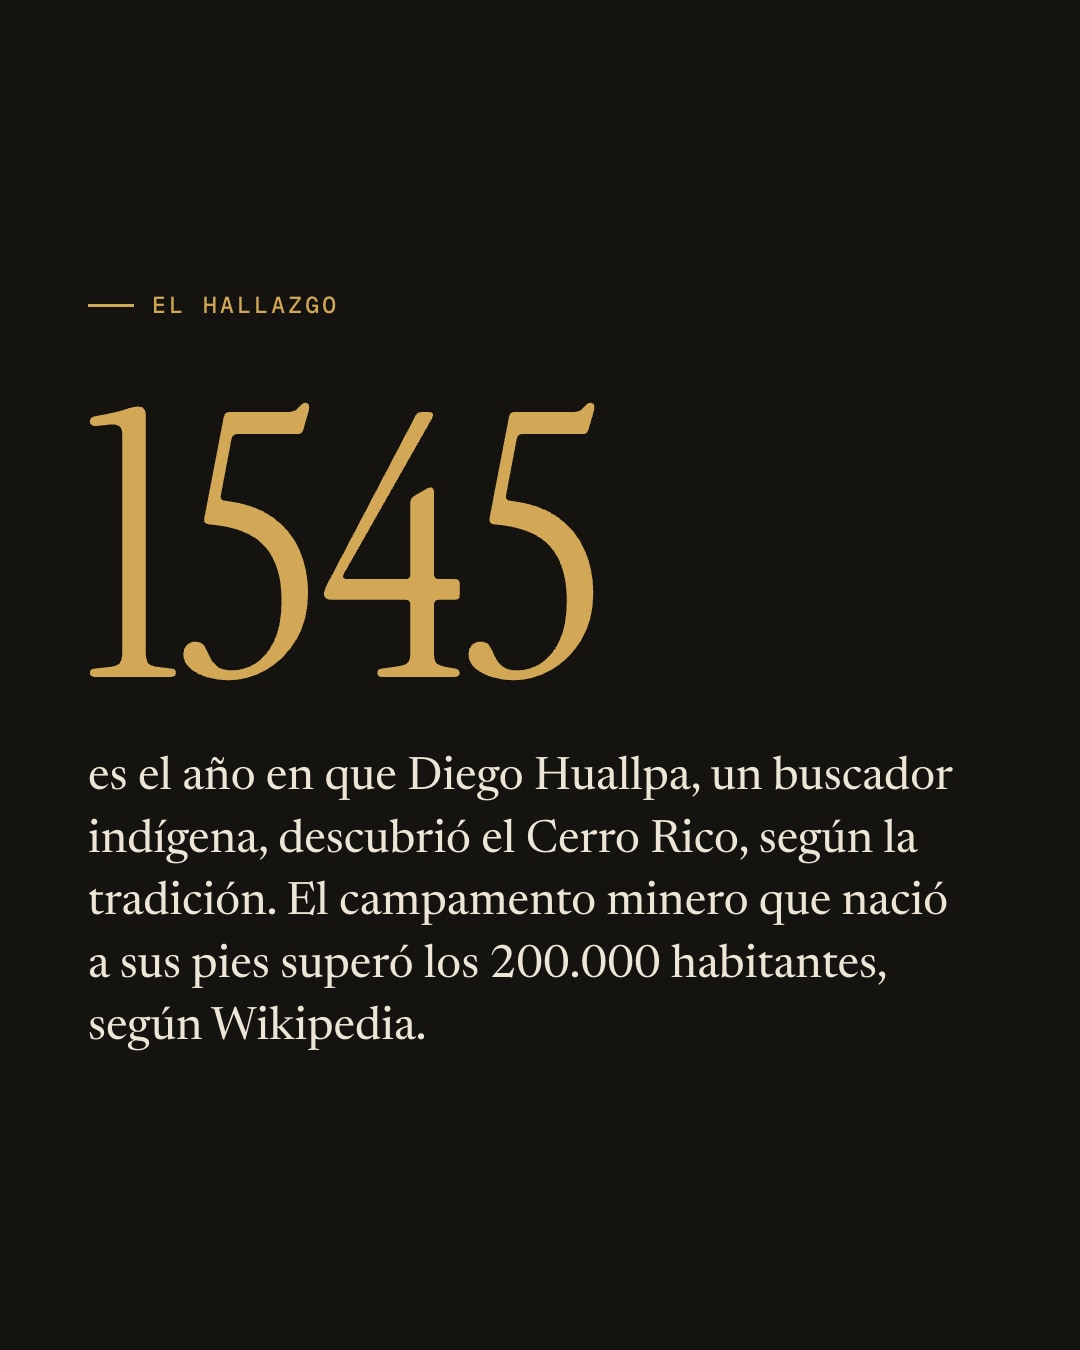 EL HALLAZGO
1545
es el año en que Diego Huallpa, un buscador
indígena, descubrió el Cerro Rico, según la
tradición. El campamento minero que nació
a sus pies superó los 200.000 habitantes,
según Wikipedia.